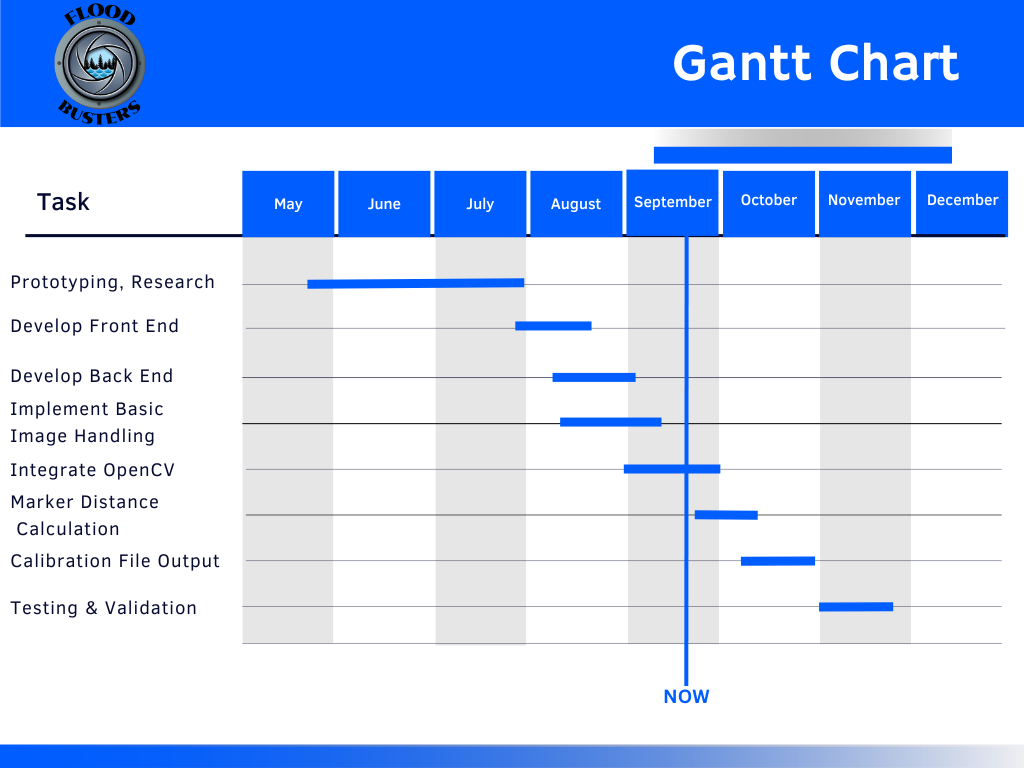 FLOOD
BUSTERS
Gantt Chart
Task
May
June
July
August
September
October
November
December
Prototyping, Research
Develop Front End
Develop Back End
Implement Basic
Image Handling
Integrate OpenCV
Marker Distance
Calculation
Calibration File Output
Testing & Validation
NOW